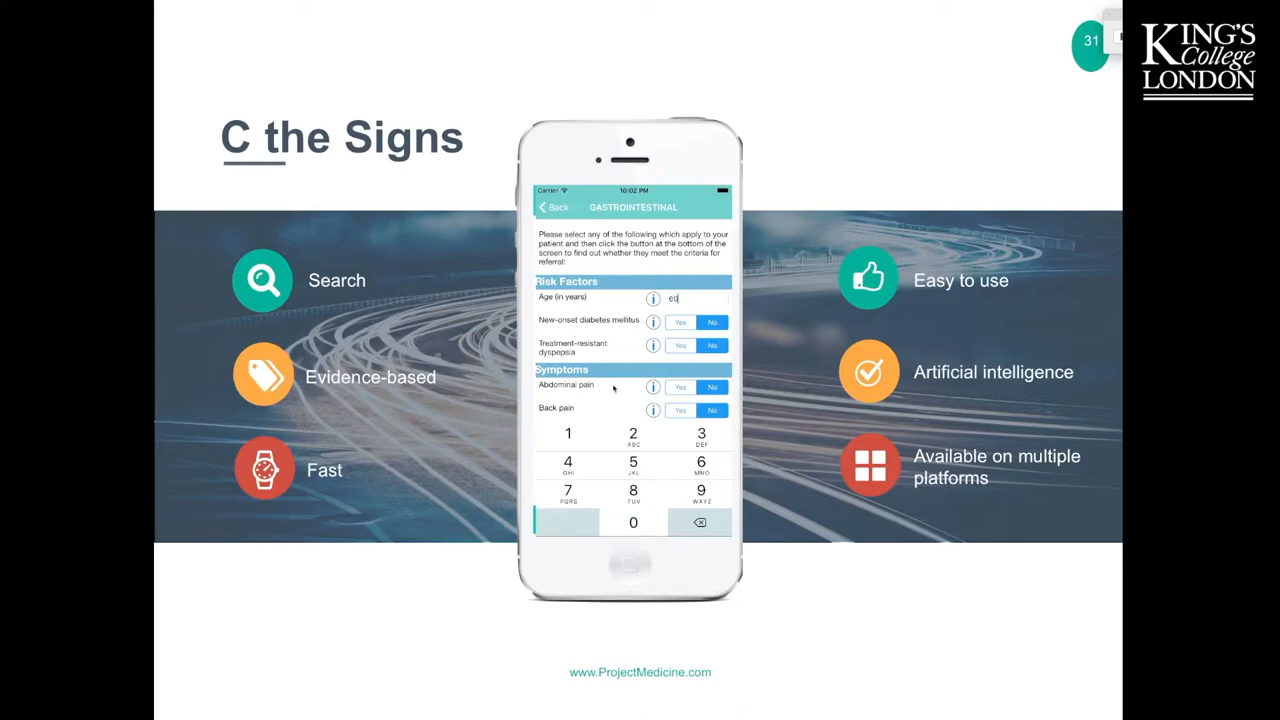 31
KING'S
College
LONDON
C the Signs
Search
Evidence-based
Fast
Carrier
10:02 PM
Back
GASTROINTESTINAL
Please select any of the following which apply to your
patient and then click the button at the bottom of the
screen to find out whether they meet the criteria for
referral:
Risk Factors
Age (in years)
i
60
New-onset diabetes mellitus
i
Yes
No
Treatment-resistant
dyspepsia
i
Yes
No
Symptoms
Abdominal pain
i
Yes
No
Back pain
i
Yes
No
1
2
ABC
3
DEF
4
GHI
5
JKL
6
MNO
7
PQRS
8
TUV
9
WXYZ
0
Easy to use
Artificial intelligence
Available on multiple
platforms
www.ProjectMedicine.com